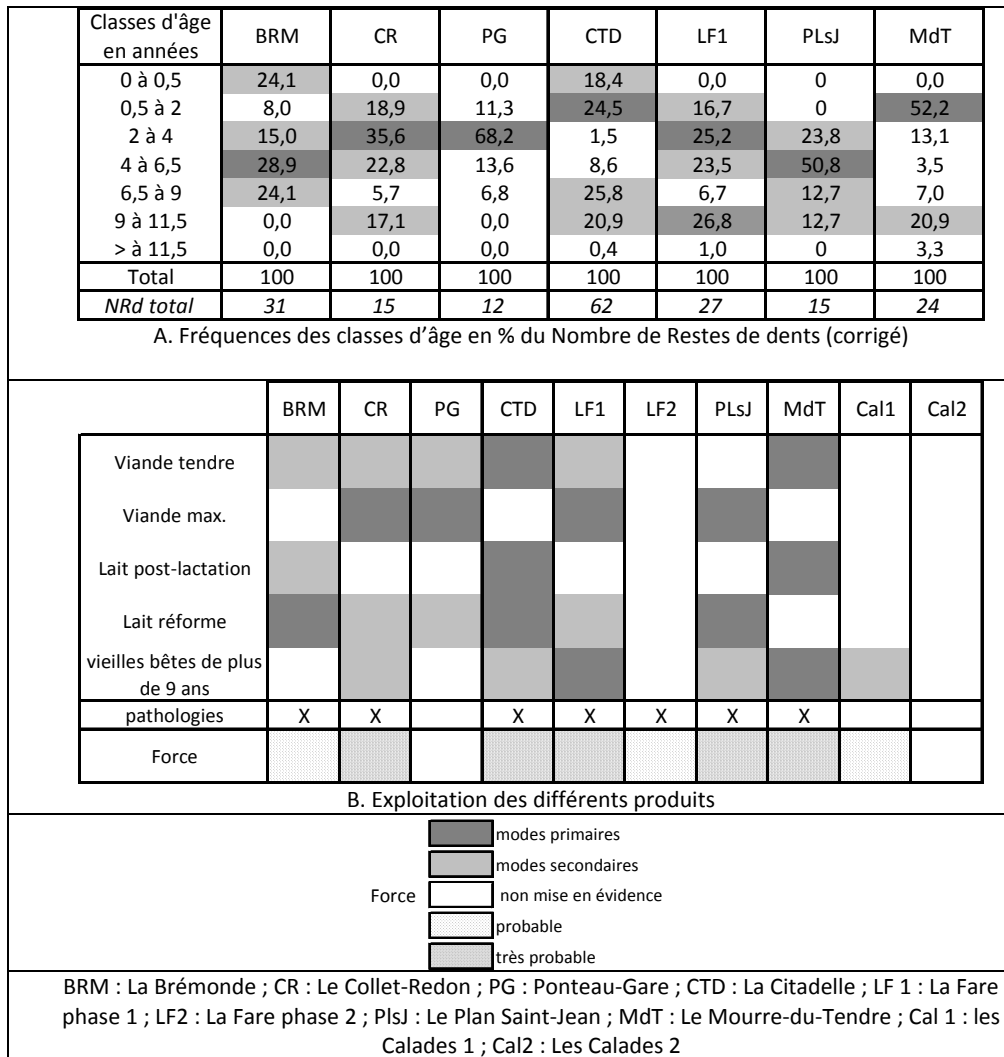 Classes d'âge en années BRM CR PG CTD LF1 PLsJ MdT
0 à 0,5 24,1 0,0 0,0 18,4 0,0 0 0,0
0,5 à 2 8,0 18,9 11,3 24,5 16,7 0 52,2
2 à 4 15,0 35,6 68,2 1,5 25,2 23,8 13,1
4 à 6,5 28,9 22,8 13,6 8,6 23,5 50,8 3,5
6,5 à 9 24,1 5,7 6,8 25,8 6,7 12,7 7,0
9 à 11,5 0,0 17,1 0,0 20,9 26,8 12,7 20,9
> à 11,5 0,0 0,0 0,0 0,4 1,0 0 3,3
Total 100 100 100 100 100 100 100
NRd total 31 15 12 62 27 15 24
A. Fréquences des classes d’âge en % du Nombre de Restes de dents (corrigé)
BRM CR PG CTD LF1 LF2 PLsJ MdT Cal1 Cal2
Viande tendre
Viande max.
Lait post-lactation
Lait réforme
vieilles bêtes de plus
de 9 ans
pathologies X X X X X X X
Force
B. Exploitation des différents produits
modes primaires
modes secondaires
Force non mise en évidence
probable
très probable
BRM : La Brémonde ; CR : Le Collet-Redon ; PG : Ponteau-Gare ; CTD : La Citadelle ; LF 1 : La Fare
phase 1 ; LF2 : La Fare phase 2 ; PlsJ : Le Plan Saint-Jean ; MdT : Le Mourre-du-Tendre ; Cal 1 : les
Calades 1 ; Cal2 : Les Calades 2